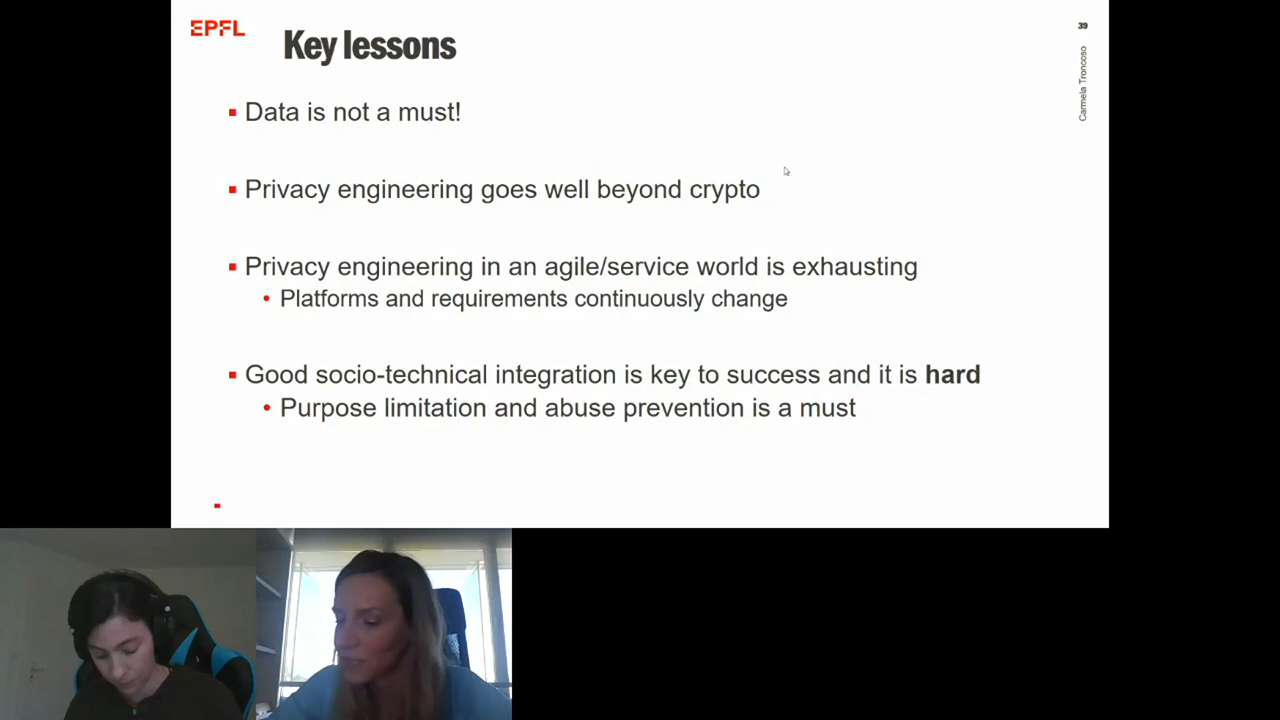 EPFL
Key lessons
39
Carmela Troncoso
Data is not a must!
Privacy engineering goes well beyond crypto
Privacy engineering in an agile/service world is exhausting
Platforms and requirements continuously change
Good socio-technical integration is key to success and it is hard
Purpose limitation and abuse prevention is a must